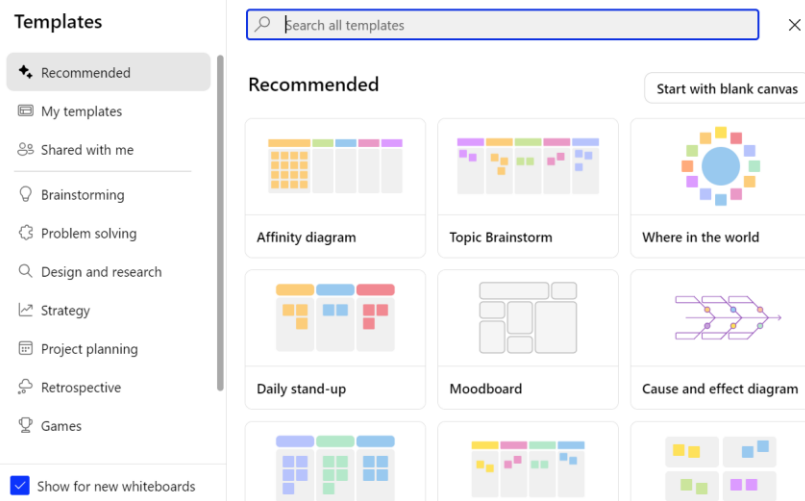 Templates
Search all templates
Recommended
My templates
Shared with me
Brainstorming
Problem solving
Design and research
Strategy
Project planning
Retrospective
Games
Show for new whiteboards
Recommended
Start with blank canvas
Affinity diagram
Topic Brainstorm
Where in the world
Daily stand-up
Moodboard
Cause and effect diagram